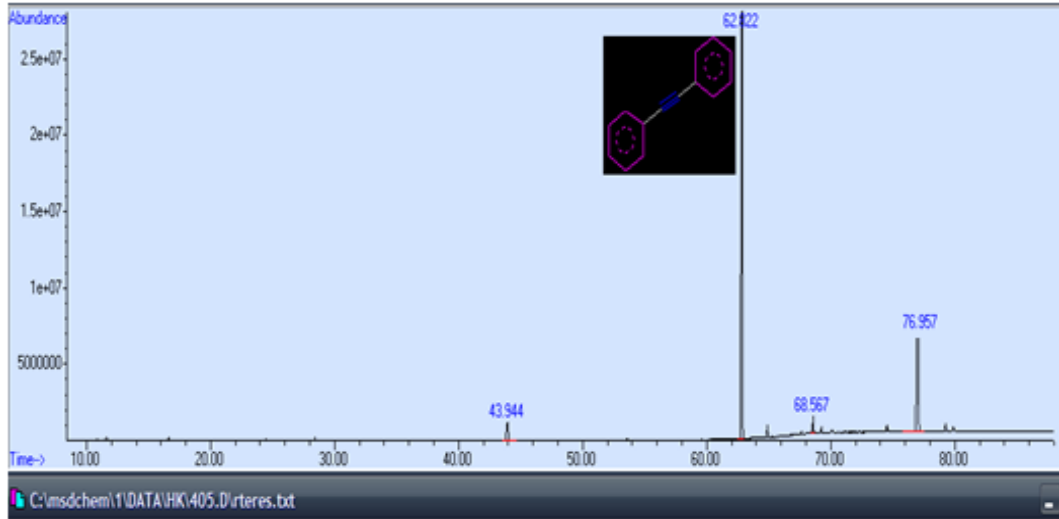 Abundance
62.822
2.5e+07
2e+07
1.5e+07
1e+07
76.957
5000000
43.944
68.567
Time--> 10.00 20.00 30.00 40.00 50.00 60.00 70.00 80.00
C:\msdchem\1\DATA\HK\405.D\rteres.txt